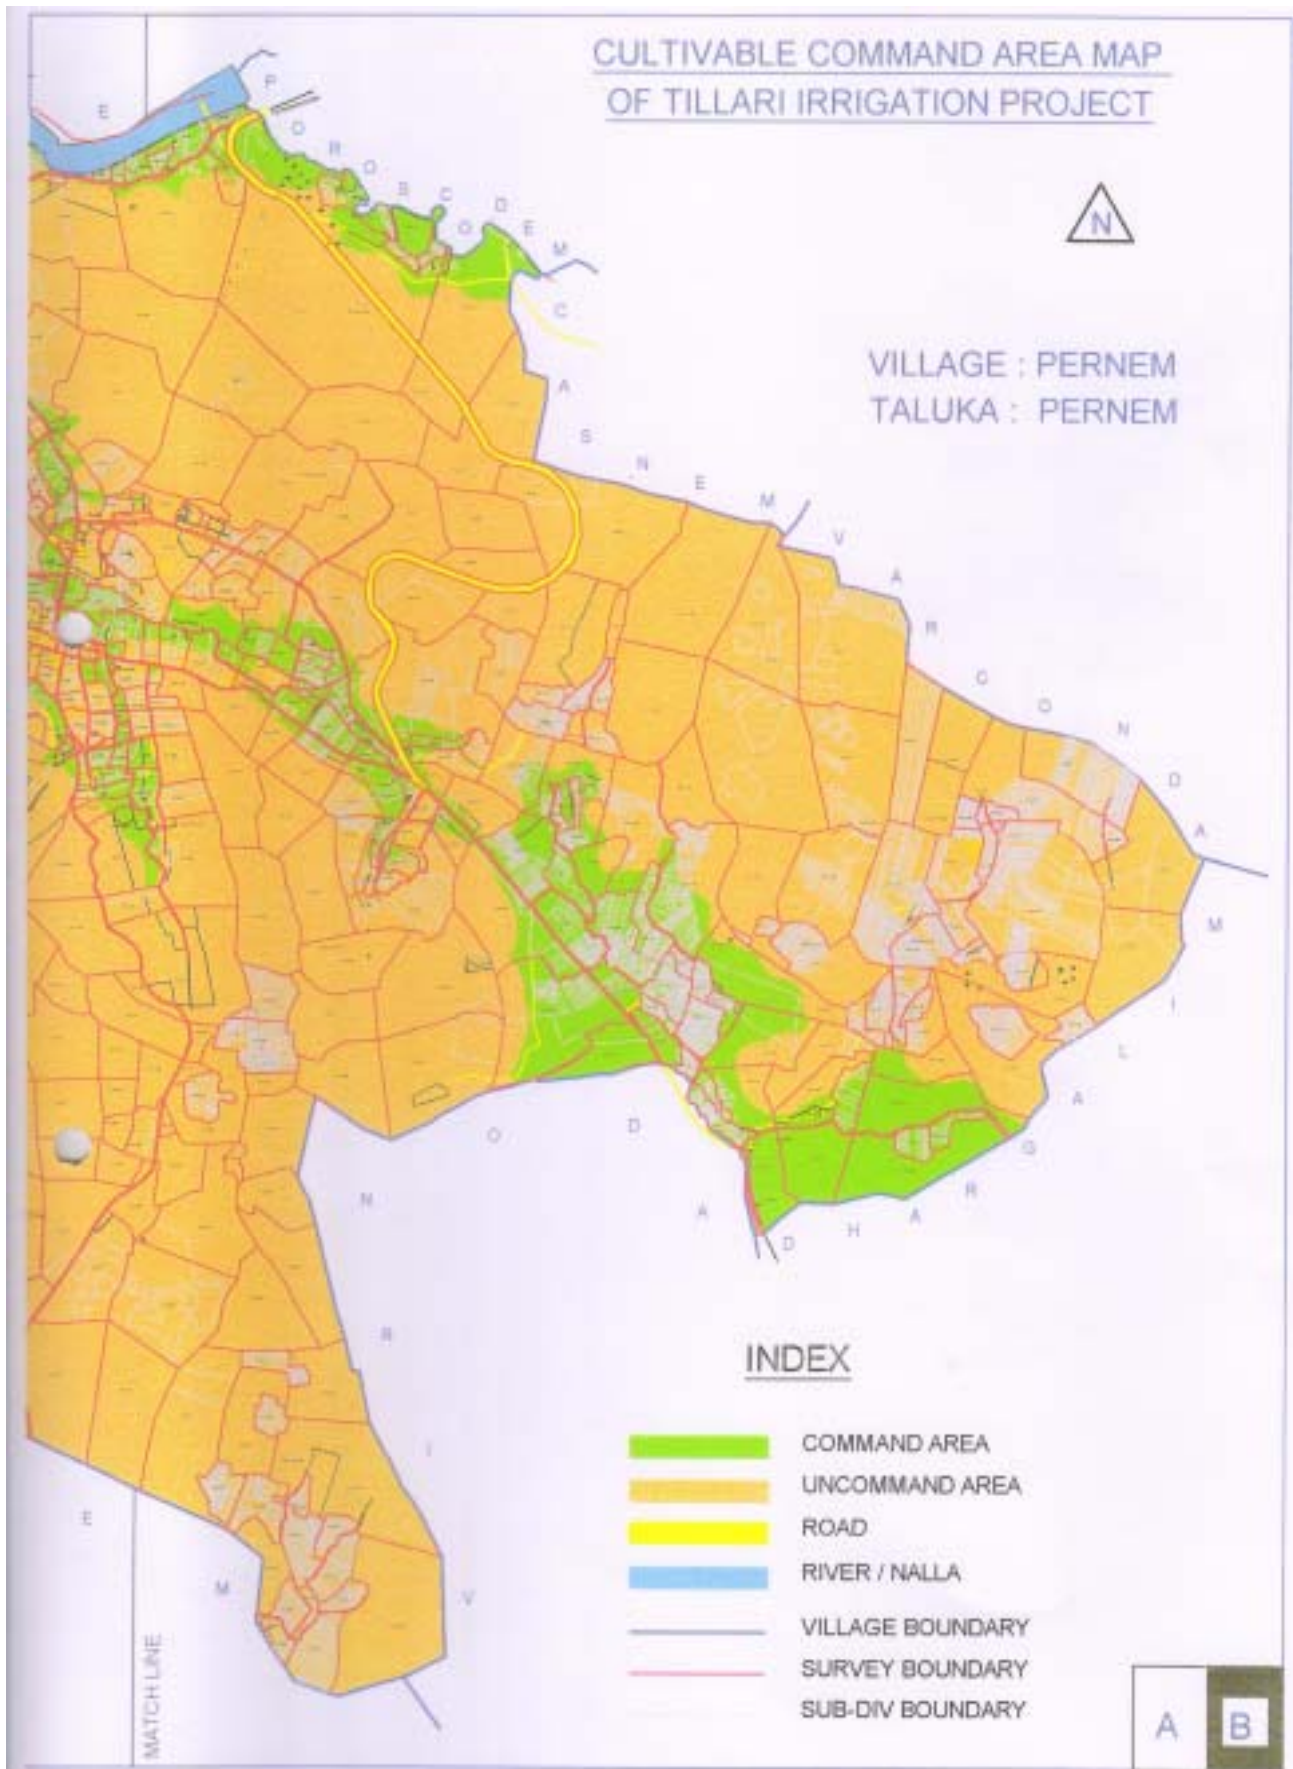 CULTIVABLE COMMAND AREA MAP
OF TILLARI IRRIGATION PROJECT
E
P O R O S C O D E M
N
C A S N E M
VILLAGE : PERNEM
TALUKA : PERNEM
V A R C O N D A
D H A R G A L I M
V I R N O D A
E M
MATCH LINE
INDEX
COMMAND AREA
UNCOMMAND AREA
ROAD
RIVER / NALLA
VILLAGE BOUNDARY
SURVEY BOUNDARY
SUB-DIV BOUNDARY
A B